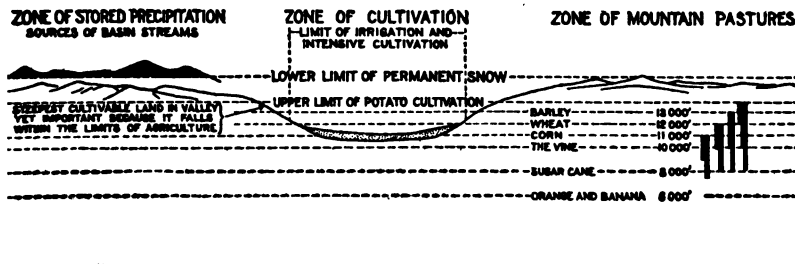 ZONE OF STORED PRECIPITATION
SOURCES OF BASIN STREAMS
ZONE OF CULTIVATION
LIMIT OF IRRIGATION AND
INTENSIVE CULTIVATION
ZONE OF MOUNTAIN PASTURES
LOWER LIMIT OF PERMANENT SNOW
UPPER LIMIT OF POTATO CULTIVATION
CULTIVABLE LAND IN VALLEY
YET IMPORTANT BECAUSE IT FALLS
WITHIN THE LIMITS OF AGRICULTURE
BARLEY 13 000'
WHEAT 12 000'
CORN 11 000'
THE VINE 10 000'
SUGAR CANE 8 000'
ORANGE AND BANANA 6 000'